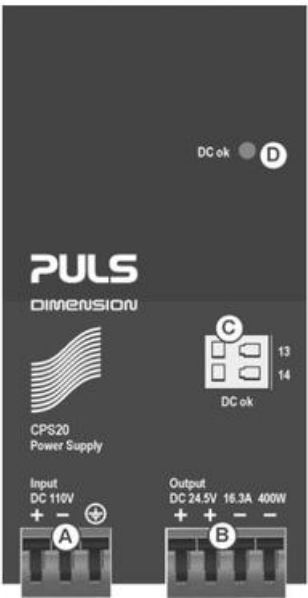 DC ok D
PULS
DIMENSION
C
13
14
DC ok
CPS20
Power Supply
Input
DC 110V
+ −
A
Output
DC 24.5V 16.3A 400W
+ + − −
B